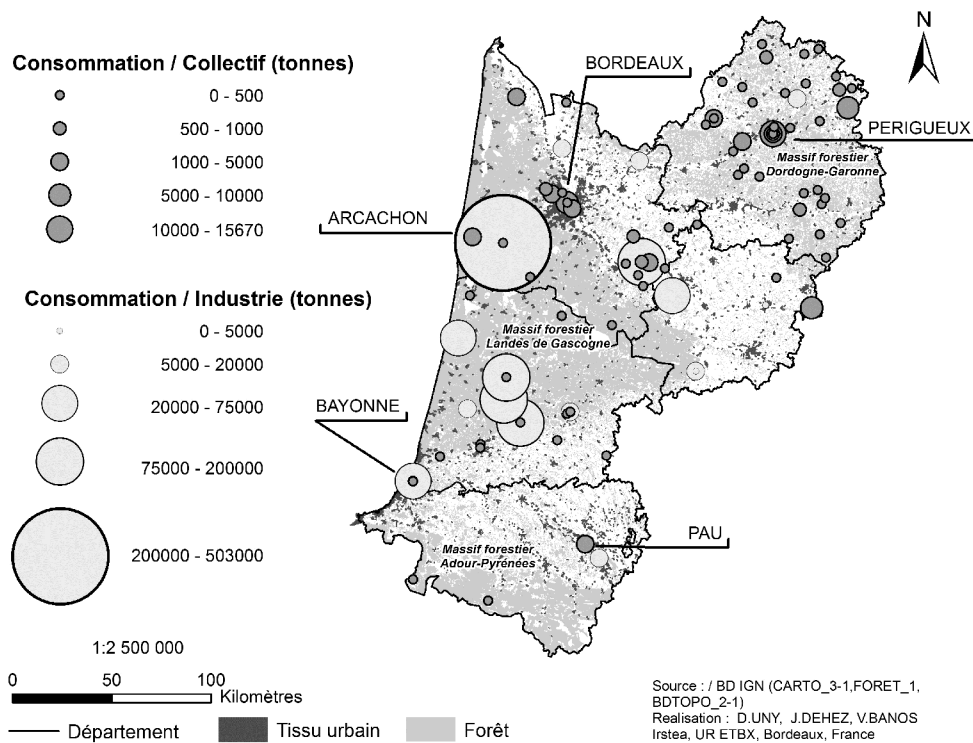 Consommation / Collectif (tonnes)
0 - 500
500 - 1000
1000 - 5000
5000 - 10000
10000 - 15670
Consommation / Industrie (tonnes)
0 - 5000
5000 - 20000
20000 - 75000
75000 - 200000
200000 - 503000
N
BORDEAUX
PERIGUEUX
Massif forestier
Dordogne-Garonne
ARCACHON
Massif forestier
Landes de Gascogne
BAYONNE
PAU
Massif forestier
Adour-Pyrénées
1:2 500 000
0 50 100
Kilomètres
Département
Tissu urbain
Forêt
Source : / BD IGN (CARTO_3-1,FORET_1,
BDTOPO_2-1)
Realisation : D.UNY, J.DEHEZ, V.BANOS
Irstea, UR ETBX, Bordeaux, France